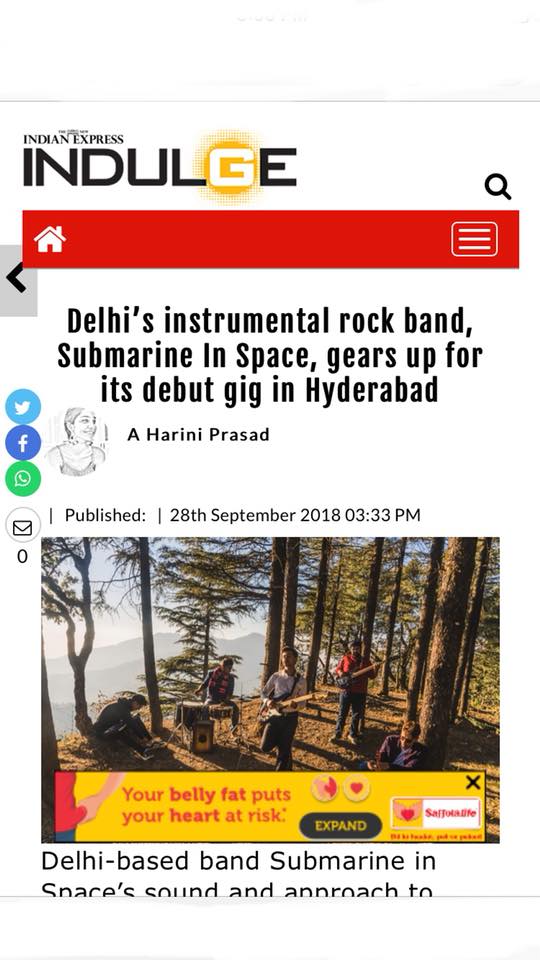 THE NEW
INDIAN EXPRESS
INDULGE
Delhi's instrumental rock band,
Submarine In Space, gears up for
its debut gig in Hyderabad
A Harini Prasad
| Published: | 28th September 2018 03:33 PM
0
Your belly fat puts
your heart at risk.*
EXPAND
Saffolalife
Delhi-based band Submarine in
Space's sound and approach to